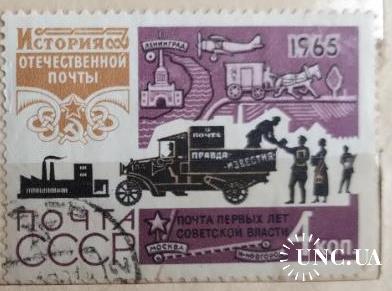 История
отечественной
почты
ЛЕНИНГРАД
1965
ПОЧТА
ПРАВДА
ИЗВЕСТИЯ
ПОЧТА
СССР
ПОЧТА ПЕРВЫХ ЛЕТ
СОВЕТСКОЙ ВЛАСТИ
МОСКВА
Н.НОВГОРОД
КОП.
UNC.UA